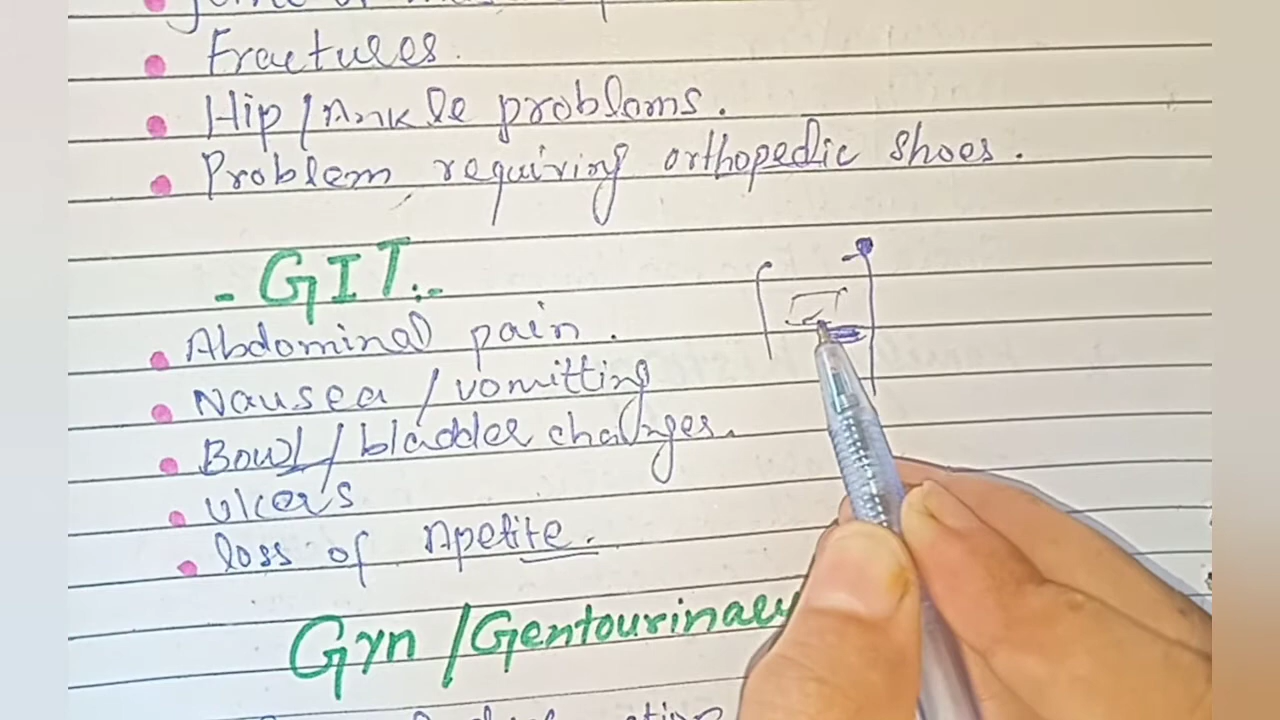 Fractures.
Hip/Ankle problems.
Problem requiring orthopedic shoes.
- GIT:-
Abdominal pain.
Nausea/vomitting
Bowl/bladder changes.
Ulcers
loss of Apetite.
Gyn/Gentourinary